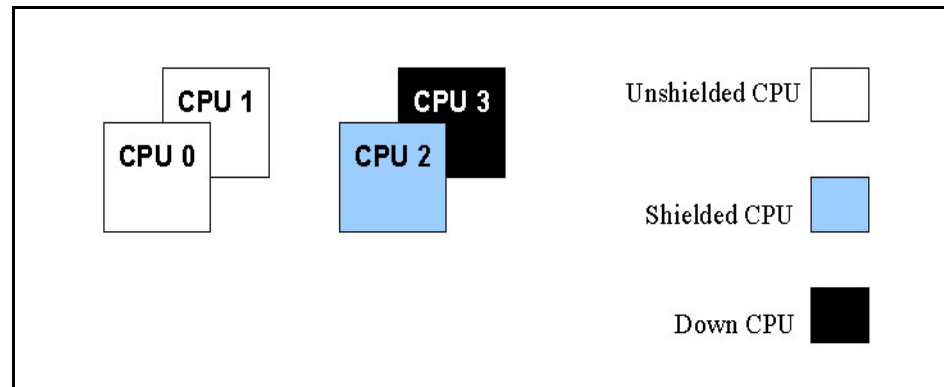 CPU 1
CPU 0
CPU 3
CPU 2
Unshielded CPU
Shielded CPU
Down CPU